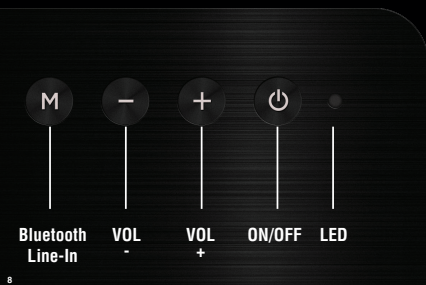 M - +
Bluetooth VOL VOL ON/OFF LED
Line-In - +
8